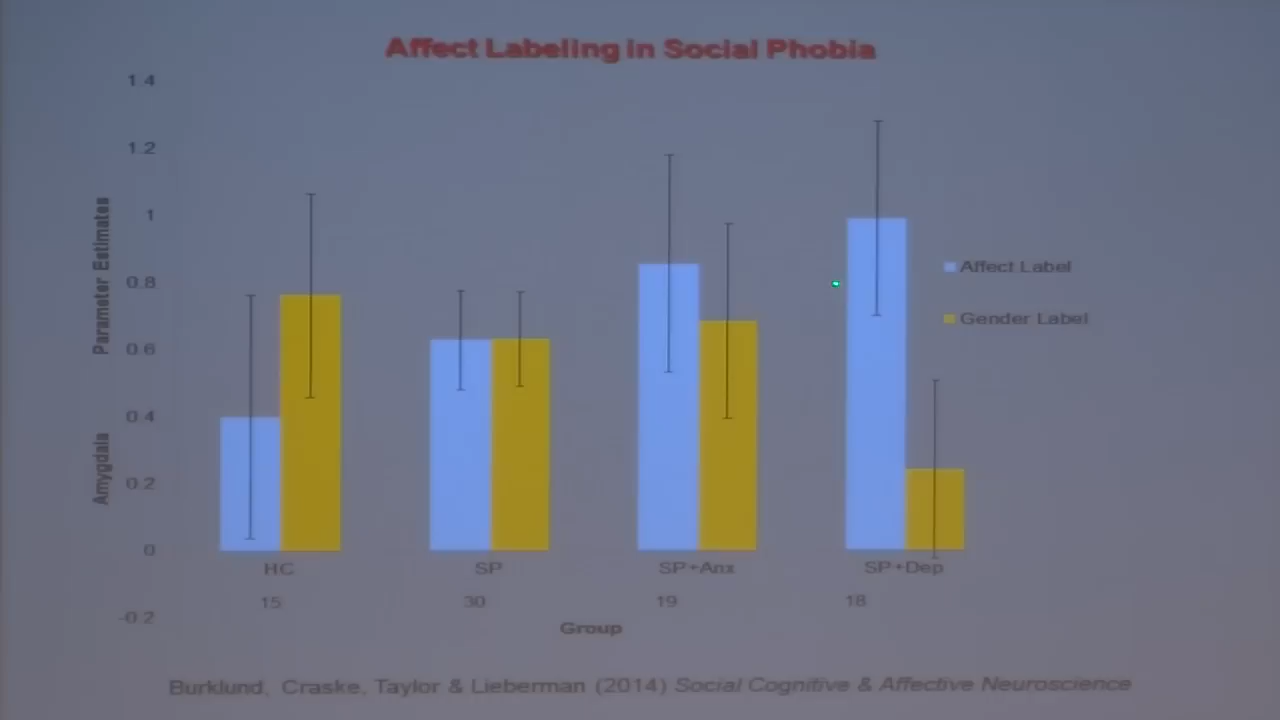 Affect Labeling in Social Phobia
1.4
1.2
1
0.8
0.6
0.4
0.2
0
-0.2
Amygdala Parameter Estimates
Affect Label
Gender Label
HC SP SP+Anx SP+Dep
15 30 19 18
Group
Burklund, Craske, Taylor & Lieberman (2014) Social Cognitive & Affective Neuroscience